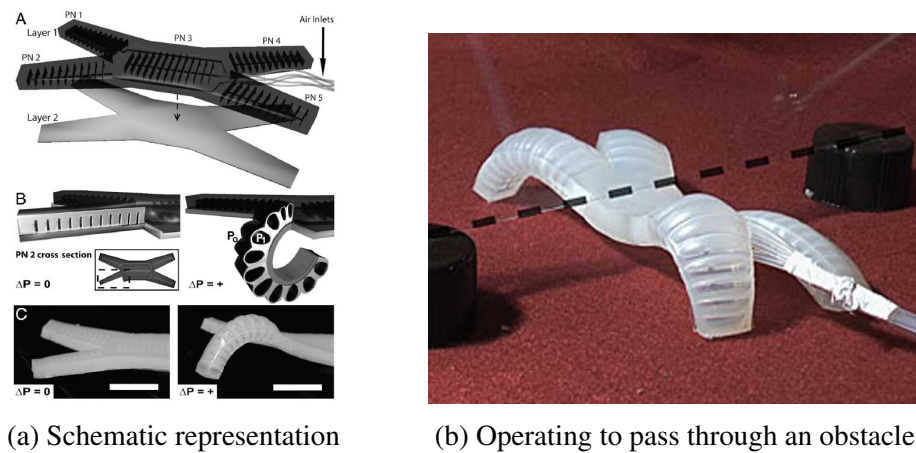 A
PN 1
Layer 1
PN 3
PN 4
Air Inlets
PN 2
PN 5
Layer 2
B
Po
P1
PN 2 cross section
ΔP = 0
ΔP = +
C
ΔP = 0
ΔP = +
(a) Schematic representation
(b) Operating to pass through an obstacle